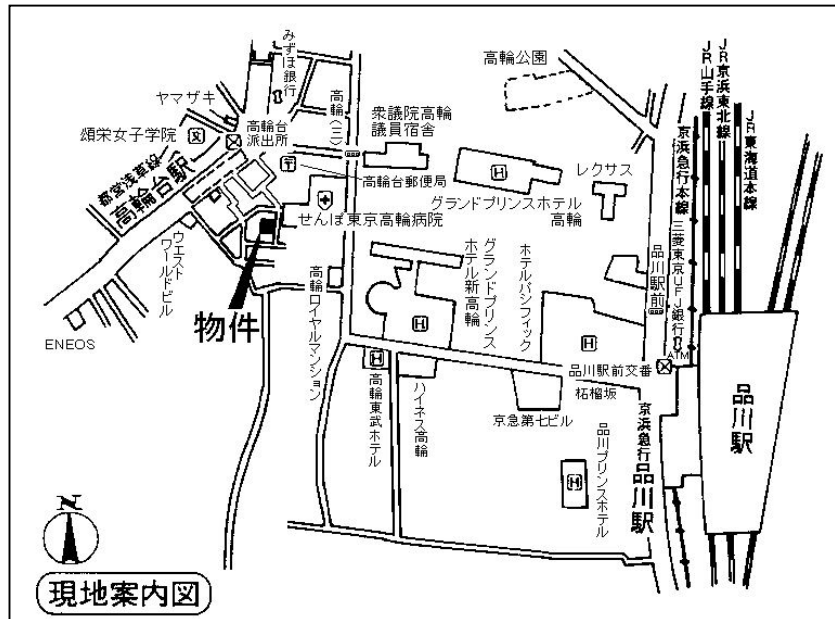 みずほ銀行
高輪公園
ヤマザキ
高輪(三)
衆議院高輪
議員宿舎
JR山手線
JR京浜東北線
JR東海道本線
頌栄女子学院
文
高輪台
派出所
京浜急行本線
都営浅草線
高輪台駅
〒
高輪台郵便局
H
レクサス
グランドプリンスホテル
高輪
せんぽ東京高輪病院
ウエスト
ワールドビル
物件
ENEOS
高輪ロイヤルマンション
グランドプリンス
ホテル新高輪
H
ホテルパシフィック
H
品川駅前
三菱東京UFJ銀行
ATM
品川駅前交番
柘榴坂
H
高輪東武ホテル
ハイネス高輪
京急第七ビル
品川プリンスホテル
H
京浜急行
品川駅
品川駅
N
現地案内図